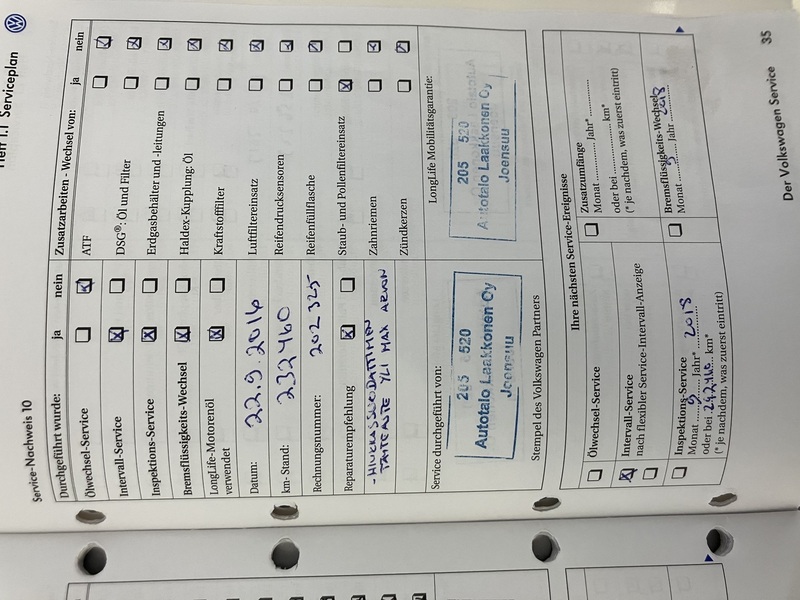 Heft 1.1 Serviceplan
Service-Nachweis 10
Durchgeführt wurde: ja nein
Ölwechsel-Service
Intervall-Service
Inspektions-Service
Bremsflüssigkeits-Wechsel
LongLife-Motorenöl
verwendet
Datum: 22.9.2016
km-Stand: 232460
Rechnungsnummer: 202325
Reparaturempfehlung
- HIUKKASSUODATTIMEN
TÄYTEASTE YLI MAX ARVON
Zusatzarbeiten - Wechsel von: ja nein
ATF
DSG®: Öl und Filter
Erdgasbehälter und -leitungen
Haldex-Kupplung: Öl
Kraftstofffilter
Luftfiltereinsatz
Reifendrucksensoren
Reifenfüllflasche
Staub- und Pollenfiltereinsatz
Zahnriemen
Zündkerzen
Service durchgeführt von:
205 520
Autotalo Laakkonen Oy
Joensuu
Stempel des Volkswagen Partners
LongLife Mobilitätsgarantie:
205 520
Autotalo Laakkonen Oy
Joensuu
Ihre nächsten Service-Ereignisse
Ölwechsel-Service
Intervall-Service
nach flexibler Service-Intervall-Anzeige
Inspektions-Service
Monat 9 Jahr* 2018
oder bei km*
(* je nachdem, was zuerst eintritt)
Zusatzumfänge
Monat ............ Jahr* ............
oder bei ............ km*
(* je nachdem, was zuerst eintritt)
Bremsflüssigkeits-Wechsel
Monat 9 Jahr 2018
Der Volkswagen Service 35